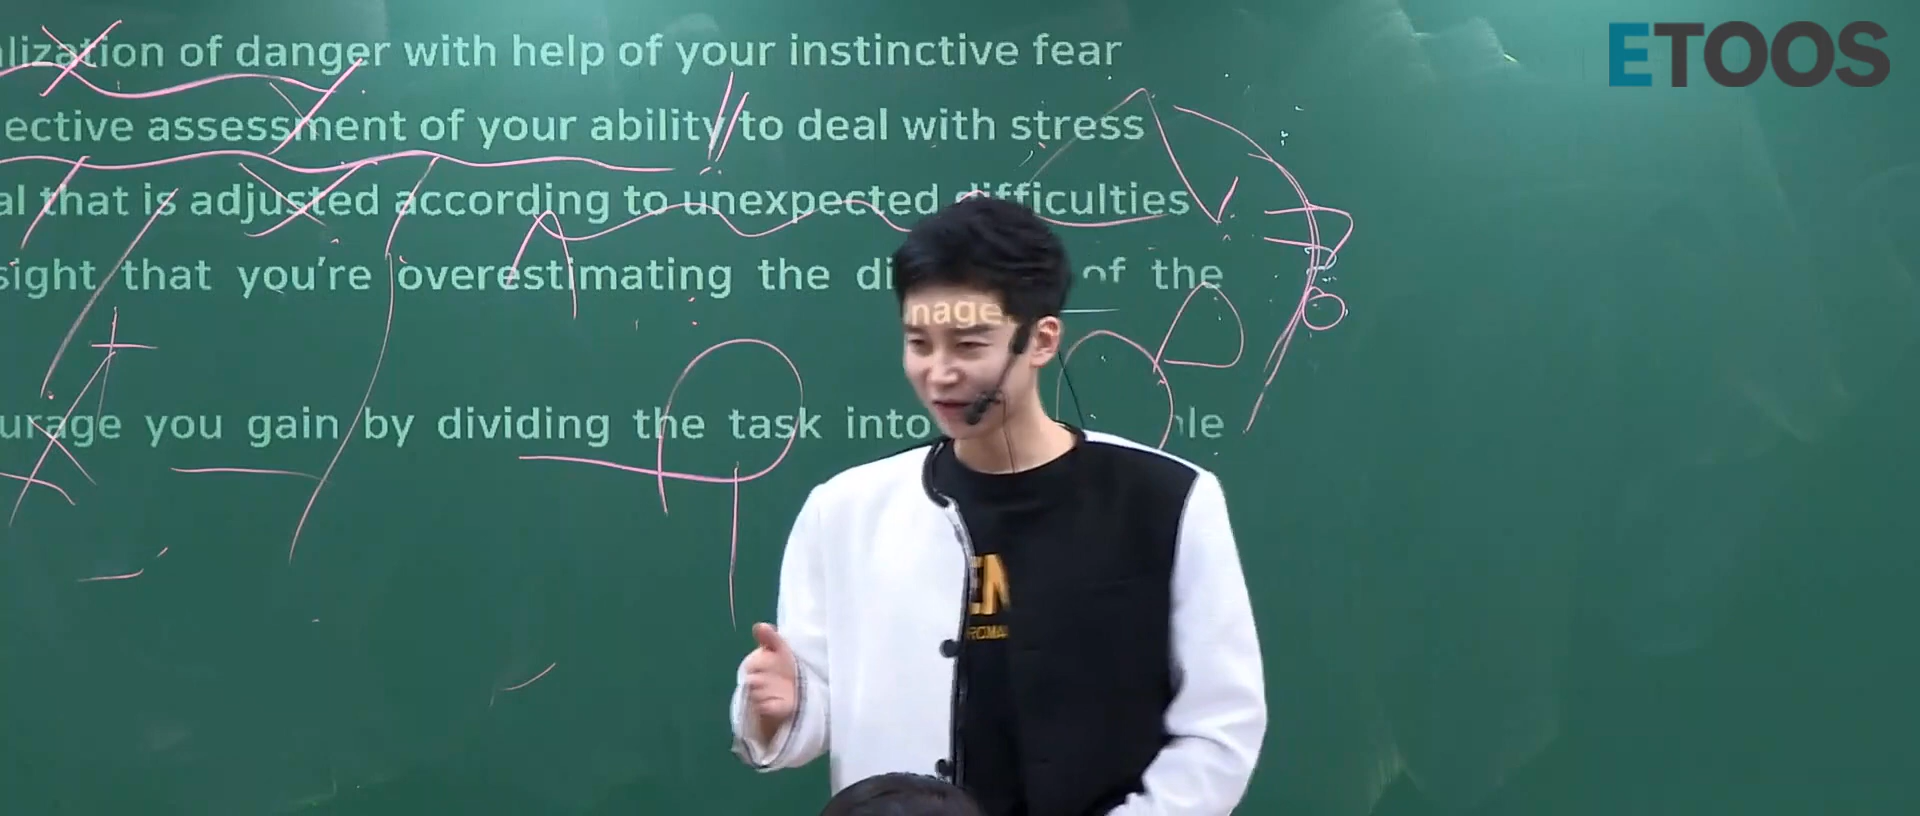 ETOOS
lization of danger with help of your instinctive fear
ective assessment of your ability to deal with stress
al that is adjusted according to unexpected difficulties
sight that you're overestimating the di of the
nage
urage you gain by dividing the task into
EN
ROMA